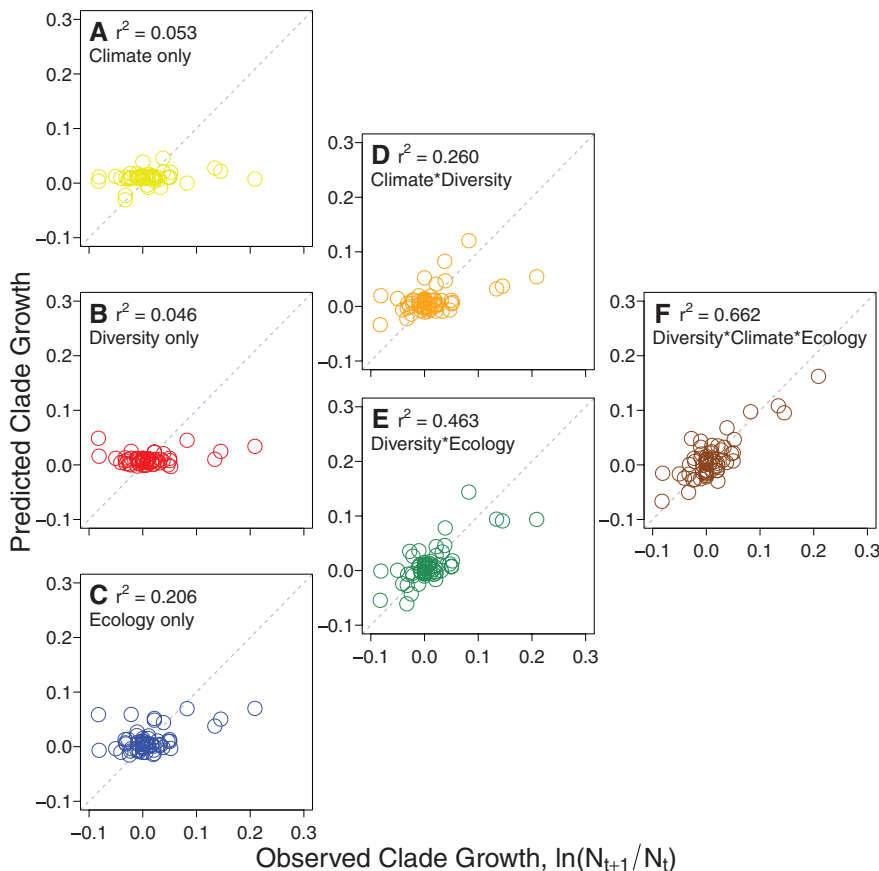 A r² = 0.053
Climate only
0.3
0.2
0.1
0.0
−0.1
B r² = 0.046
Diversity only
0.3
0.2
0.1
0.0
−0.1
C r² = 0.206
Ecology only
0.3
0.2
0.1
0.0
−0.1
−0.1 0.0 0.1 0.2 0.3
D r² = 0.260
Climate*Diversity
0.3
0.2
0.1
0.0
−0.1
E r² = 0.463
Diversity*Ecology
0.3
0.2
0.1
0.0
−0.1
−0.1 0.0 0.1 0.2 0.3
F r² = 0.662
Diversity*Climate*Ecology
0.3
0.2
0.1
0.0
−0.1
−0.1 0.0 0.1 0.2 0.3
Predicted Clade Growth
Observed Clade Growth, ln(Nₜ₊₁/Nₜ)